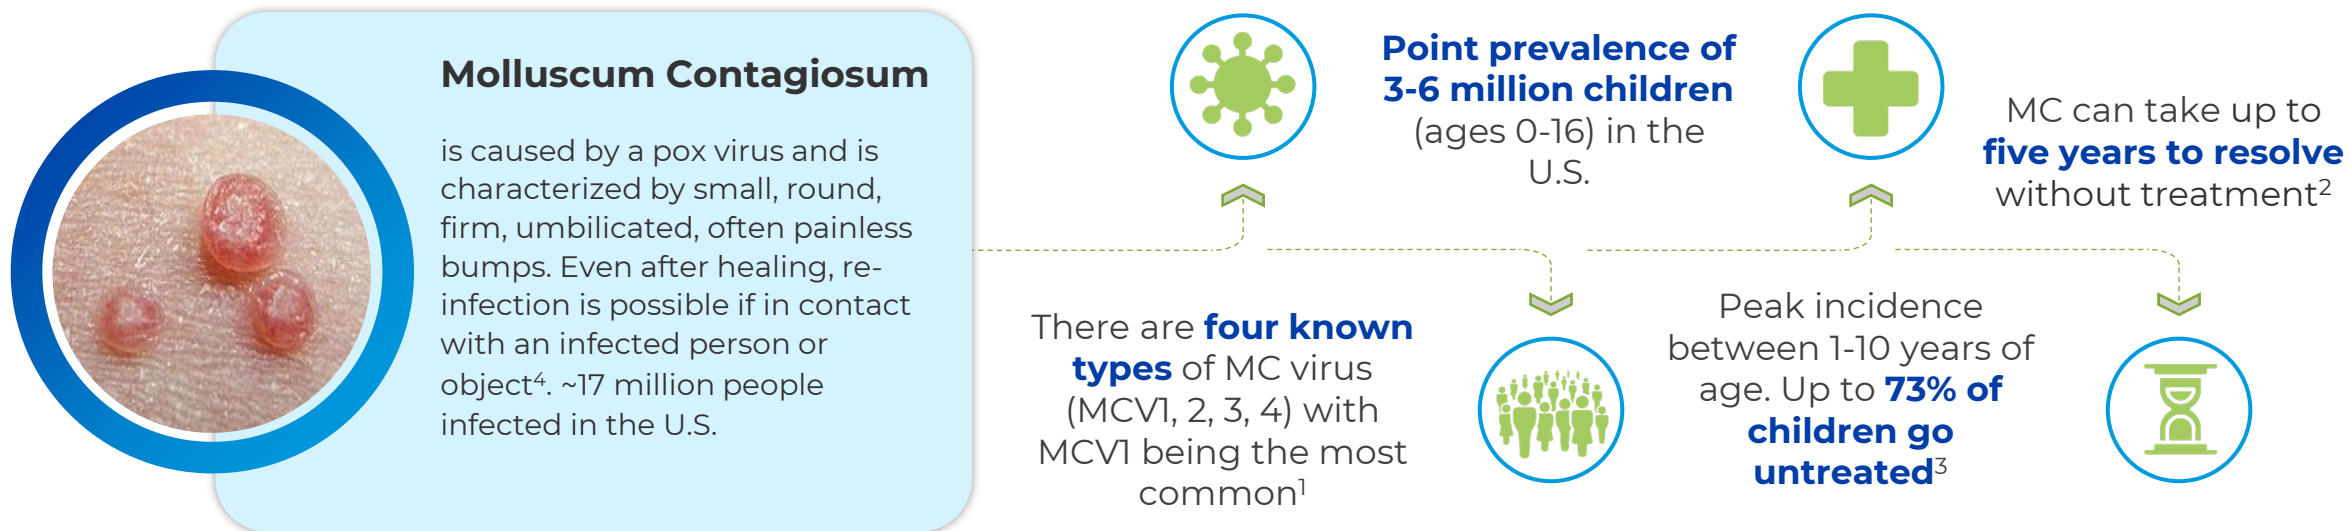 Molluscum Contagiosum
is caused by a pox virus and is
characterized by small, round,
firm, umbilicated, often painless
bumps. Even after healing, re-
infection is possible if in contact
with an infected person or
object⁴. ~17 million people
infected in the U.S.
There are four known
types of MC virus
(MCV1, 2, 3, 4) with
MCV1 being the most
common¹
Point prevalence of
3-6 million children
(ages 0-16) in the
U.S.
Peak incidence
between 1-10 years of
age. Up to 73% of
children go
untreated³
MC can take up to
five years to resolve
without treatment²